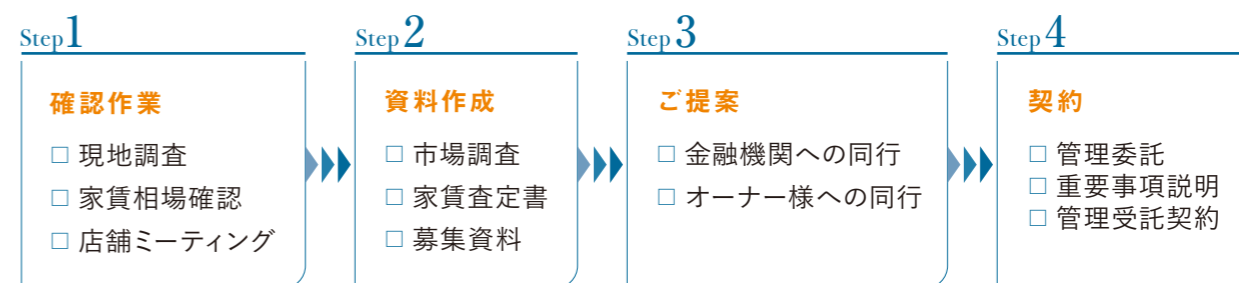 Step1
確認作業
□ 現地調査
□ 家賃相場確認
□ 店舗ミーティング
Step2
資料作成
□ 市場調査
□ 家賃査定書
□ 募集資料
Step3
ご提案
□ 金融機関への同行
□ オーナー様への同行
Step4
契約
□ 管理委託
□ 重要事項説明
□ 管理受託契約